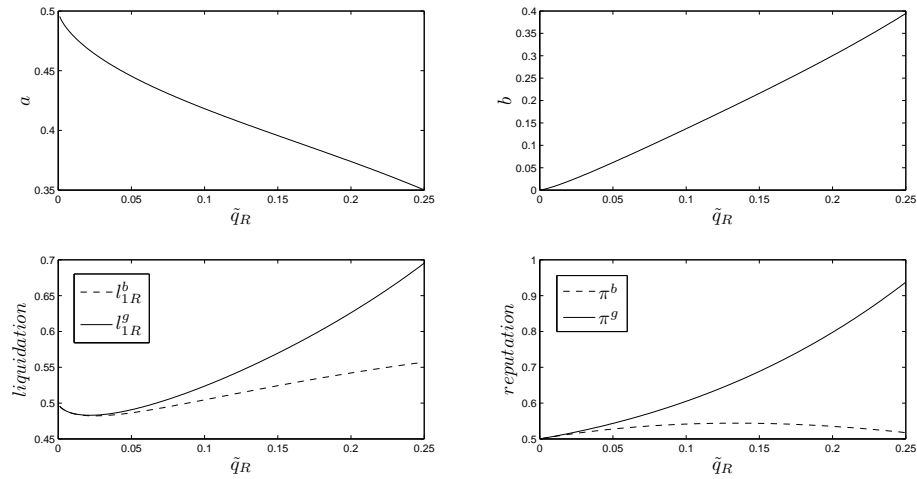 0.5
0.45
0.4
0.35
a
0 0.05 0.1 0.15 0.2 0.25
q̃_R
0.4
0.35
0.3
0.25
0.2
0.15
0.1
0.05
0
b
0 0.05 0.1 0.15 0.2 0.25
q̃_R
0.7
0.65
0.6
0.55
0.5
0.45
liquidation
l^b_{1R}
l^g_{1R}
0 0.05 0.1 0.15 0.2 0.25
q̃_R
1
0.9
0.8
0.7
0.6
0.5
reputation
π^b
π^g
0 0.05 0.1 0.15 0.2 0.25
q̃_R